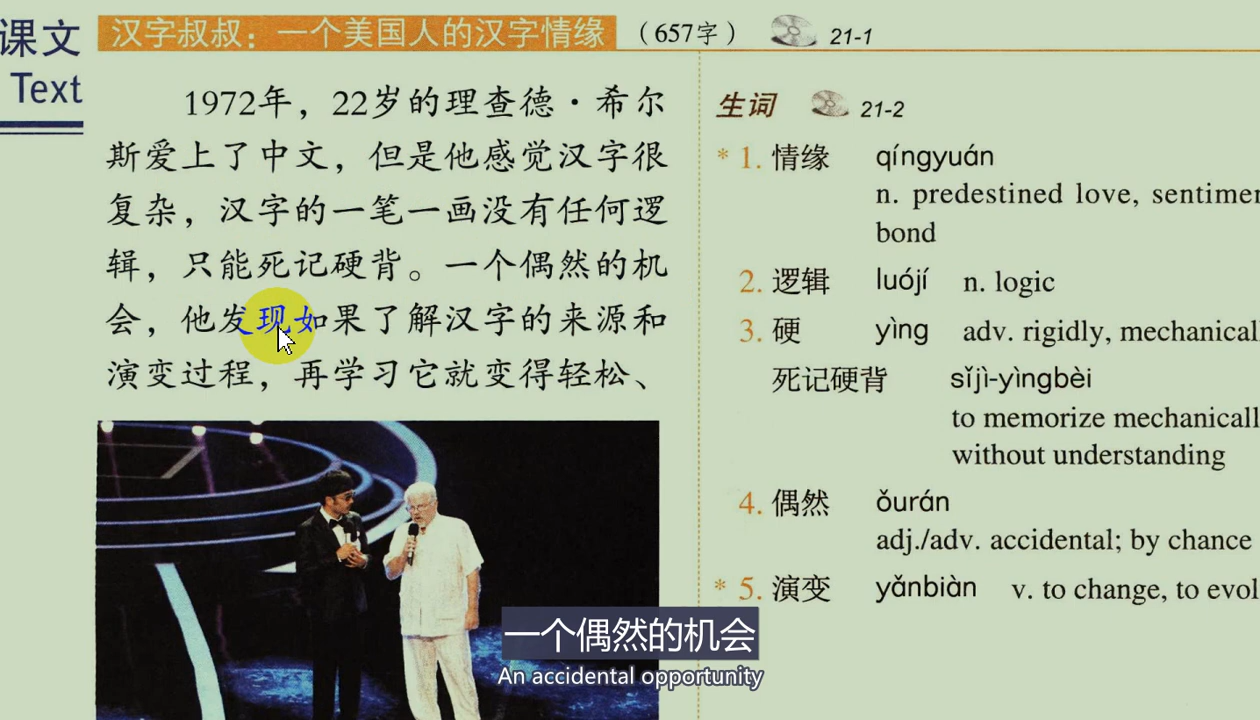 课文
Text
汉字叔叔：一个美国人的汉字情缘
（657字）
21-1
1972年，22岁的理查德·希尔
斯爱上了中文，但是他感觉汉字很
复杂，汉字的一笔一画没有任何逻
辑，只能死记硬背。一个偶然的机
会，他发现如果了解汉字的来源和
演变过程，再学习它就变得轻松、
生词
21-2
* 1. 情缘 qíngyuán
n. predestined love, sentimen
bond
2. 逻辑 luójí n. logic
3. 硬 yìng adv. rigidly, mechanicall
死记硬背 sǐjì-yìngbèi
to memorize mechanicall
without understanding
4. 偶然 ǒurán
adj./adv. accidental; by chance
* 5. 演变 yǎnbiàn v. to change, to evol
一个偶然的机会
An accidental opportunity